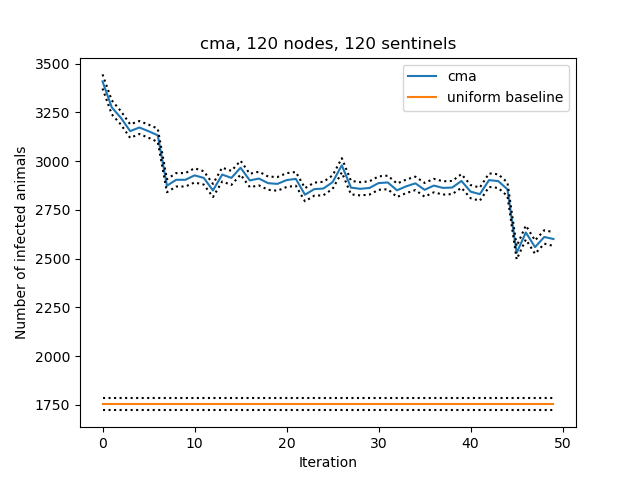 cma, 120 nodes, 120 sentinels
cma
uniform baseline
Number of infected animals
3500
3250
3000
2750
2500
2250
2000
1750
0 10 20 30 40 50
Iteration